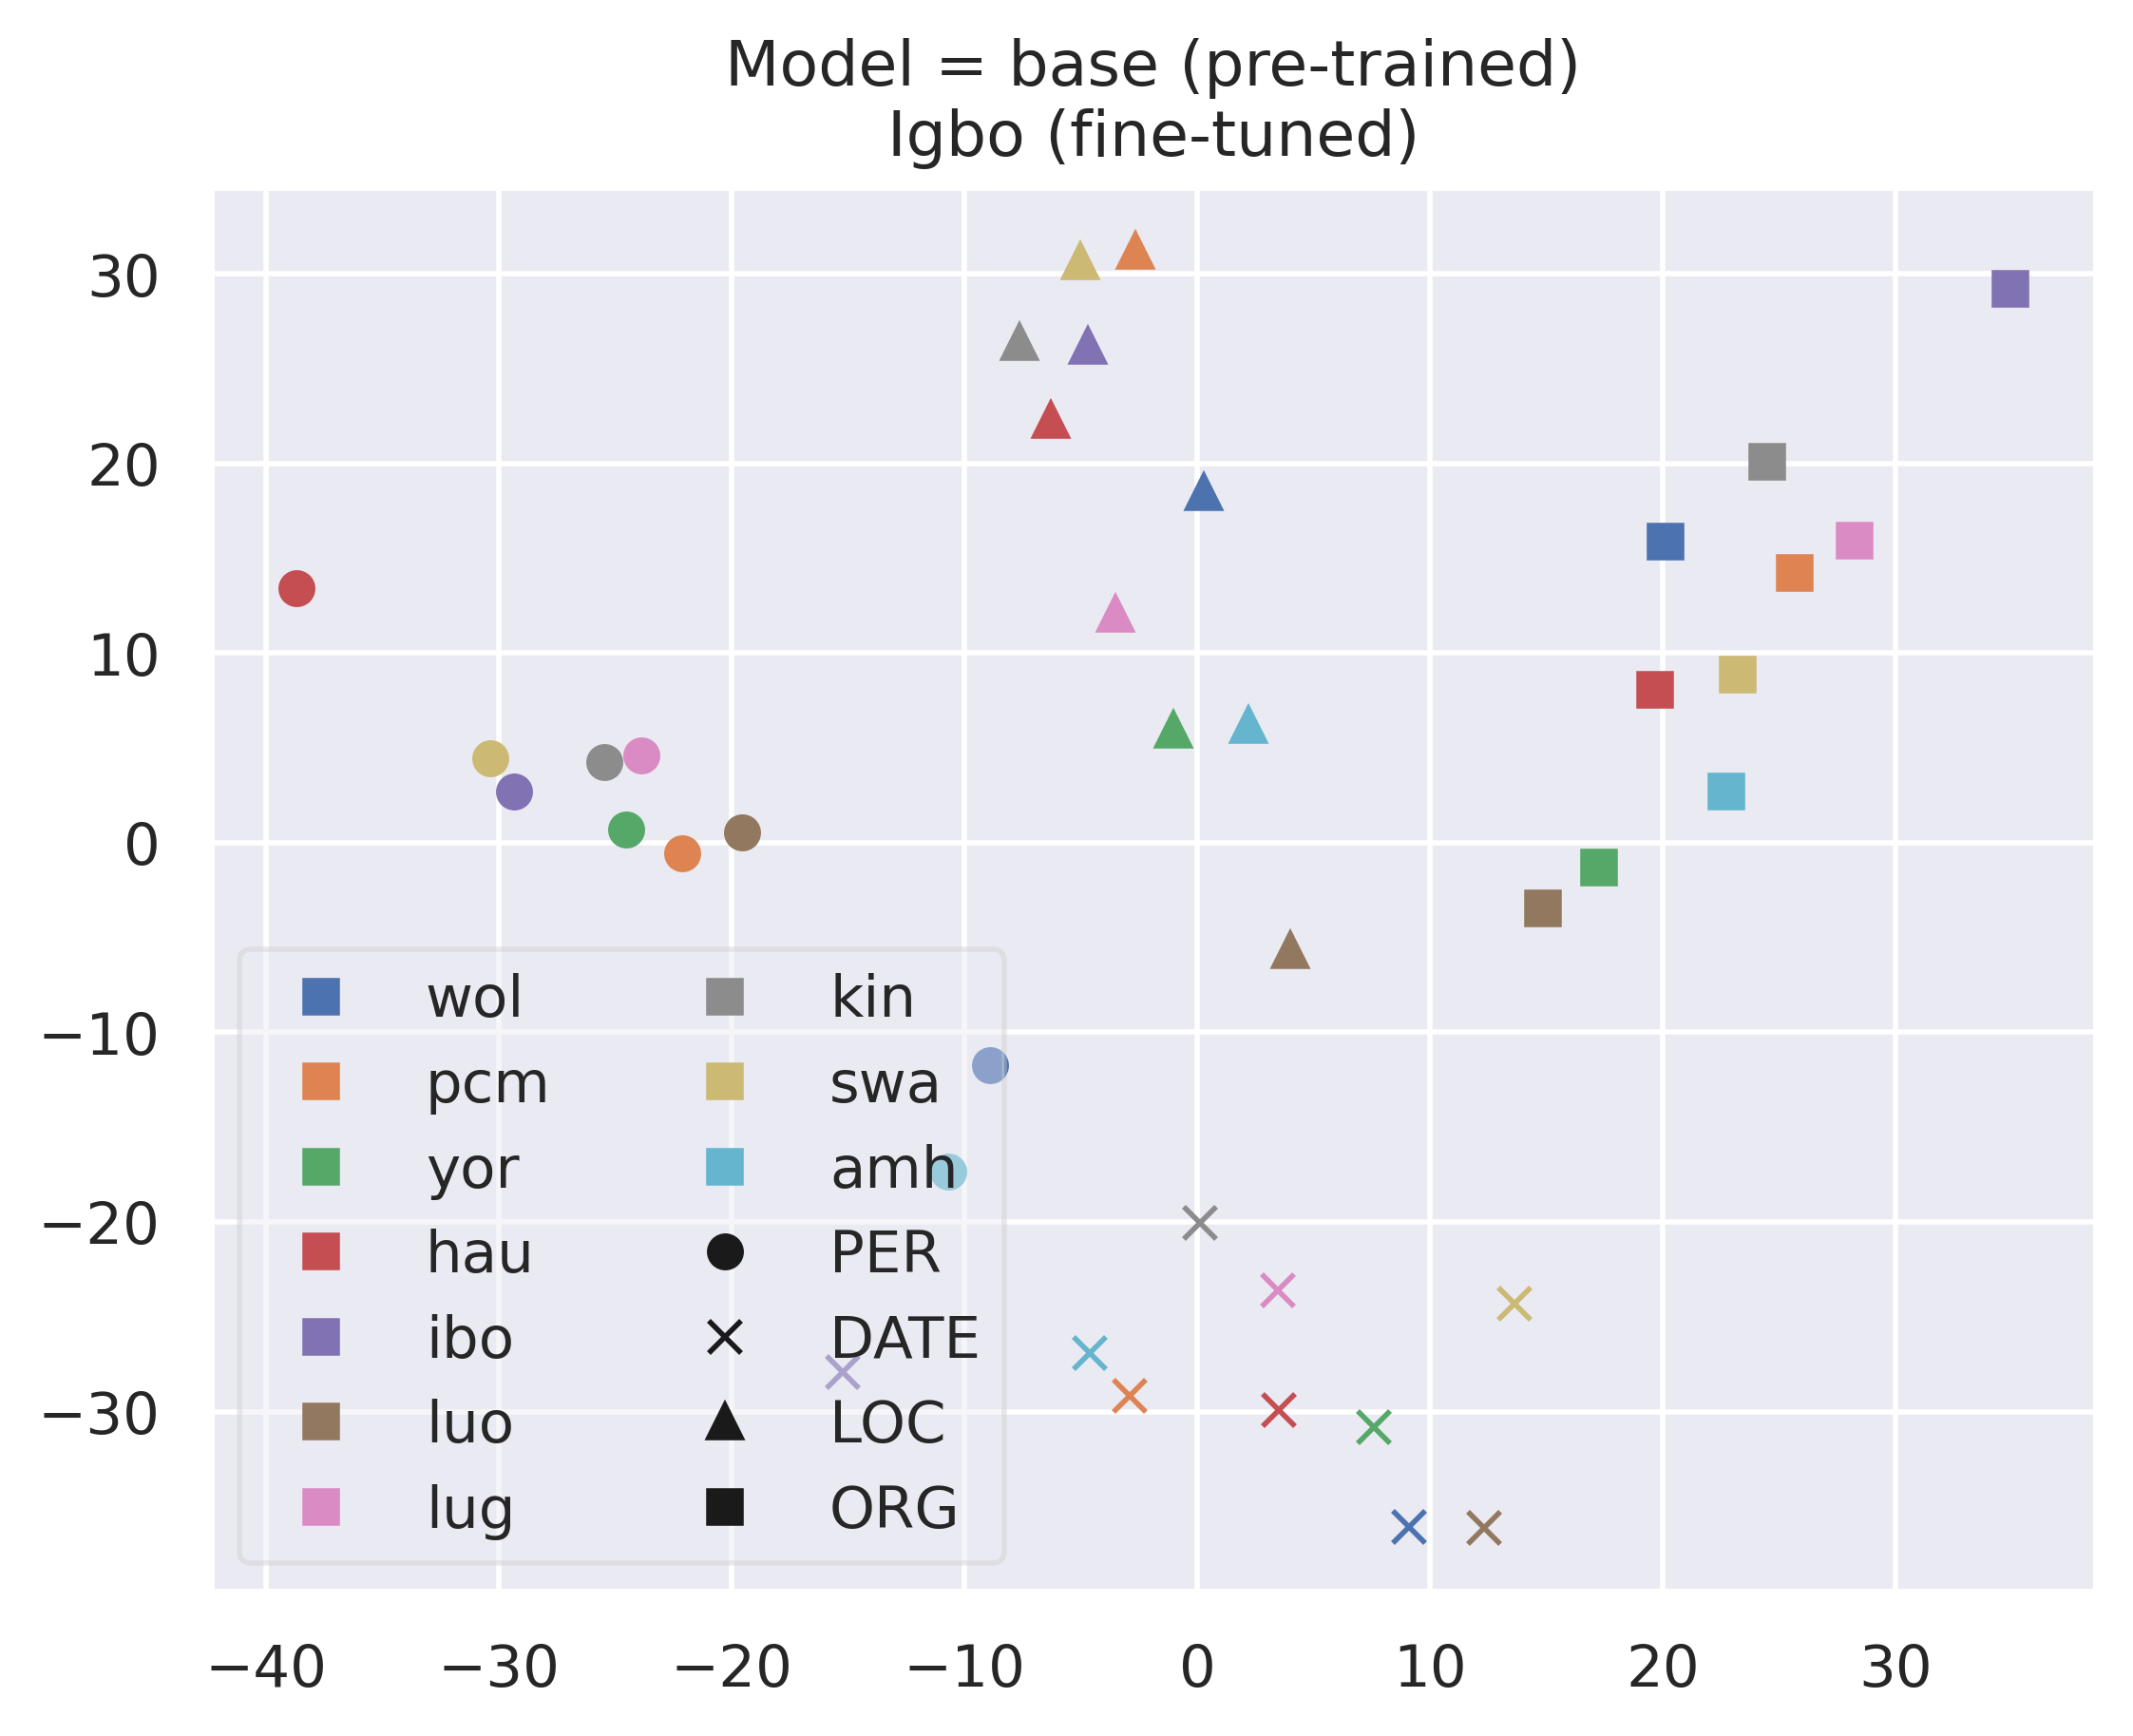 Model = base (pre-trained)
Igbo (fine-tuned)
30
20
10
0
−10
−20
−30
wol
pcm
yor
hau
ibo
luo
lug
kin
swa
amh
PER
DATE
LOC
ORG
−40 −30 −20 −10 0 10 20 30